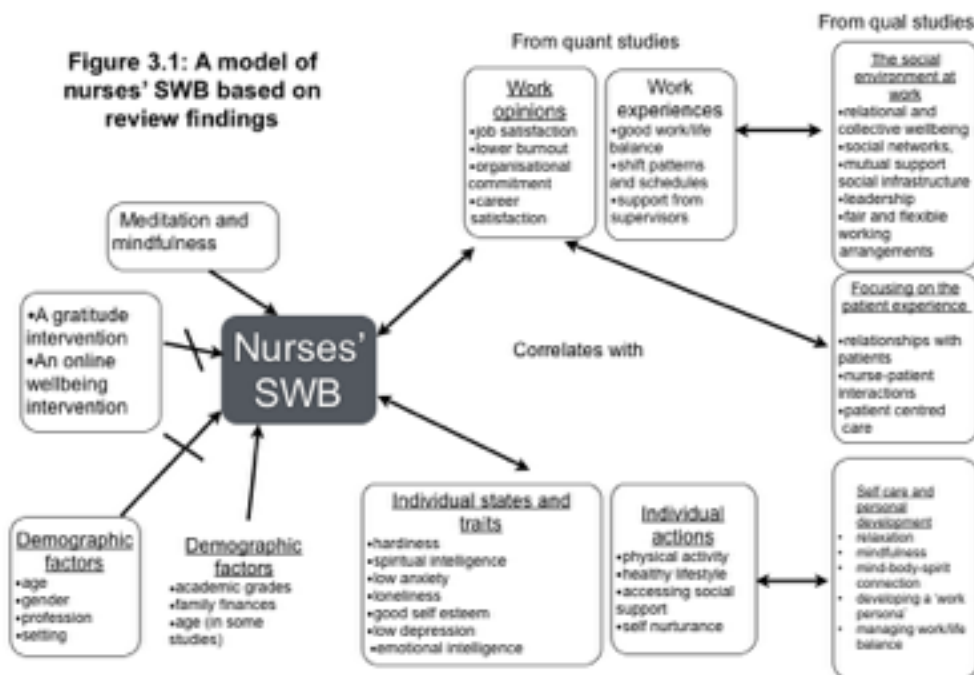 Figure 3.1: A model of
nurses' SWB based on
review findings
From quant studies
From qual studies
Work
opinions
•job satisfaction
•lower burnout
•organisational
commitment
•career
satisfaction
Work
experiences
•good work/life
balance
•shift patterns
and schedules
•support from
supervisors
The social
environment at
work
•relational and
collective wellbeing
•social networks,
•mutual support
social infrastructure
•leadership
•fair and flexible
working
arrangements
Meditation and
mindfulness
•A gratitude
intervention
•An online
wellbeing
intervention
Nurses'
SWB
Correlates with
Focusing on the
patient experience
•relationships with
patients
•nurse-patient
interactions
•patient centred
care
Demographic
factors
•age
•gender
•profession
•setting
Demographic
factors
•academic grades
•family finances
•age (in some
studies)
Individual states and
traits
•hardiness
•spiritual intelligence
•low anxiety
•loneliness
•good self esteem
•low depression
•emotional intelligence
Individual
actions
•physical activity
•healthy lifestyle
•accessing social
support
•self nurturance
Self care and
personal
development
• relaxation
• mindfulness
• mind-body-spirit
connection
• developing a 'work
persona'
• managing work/life
balance